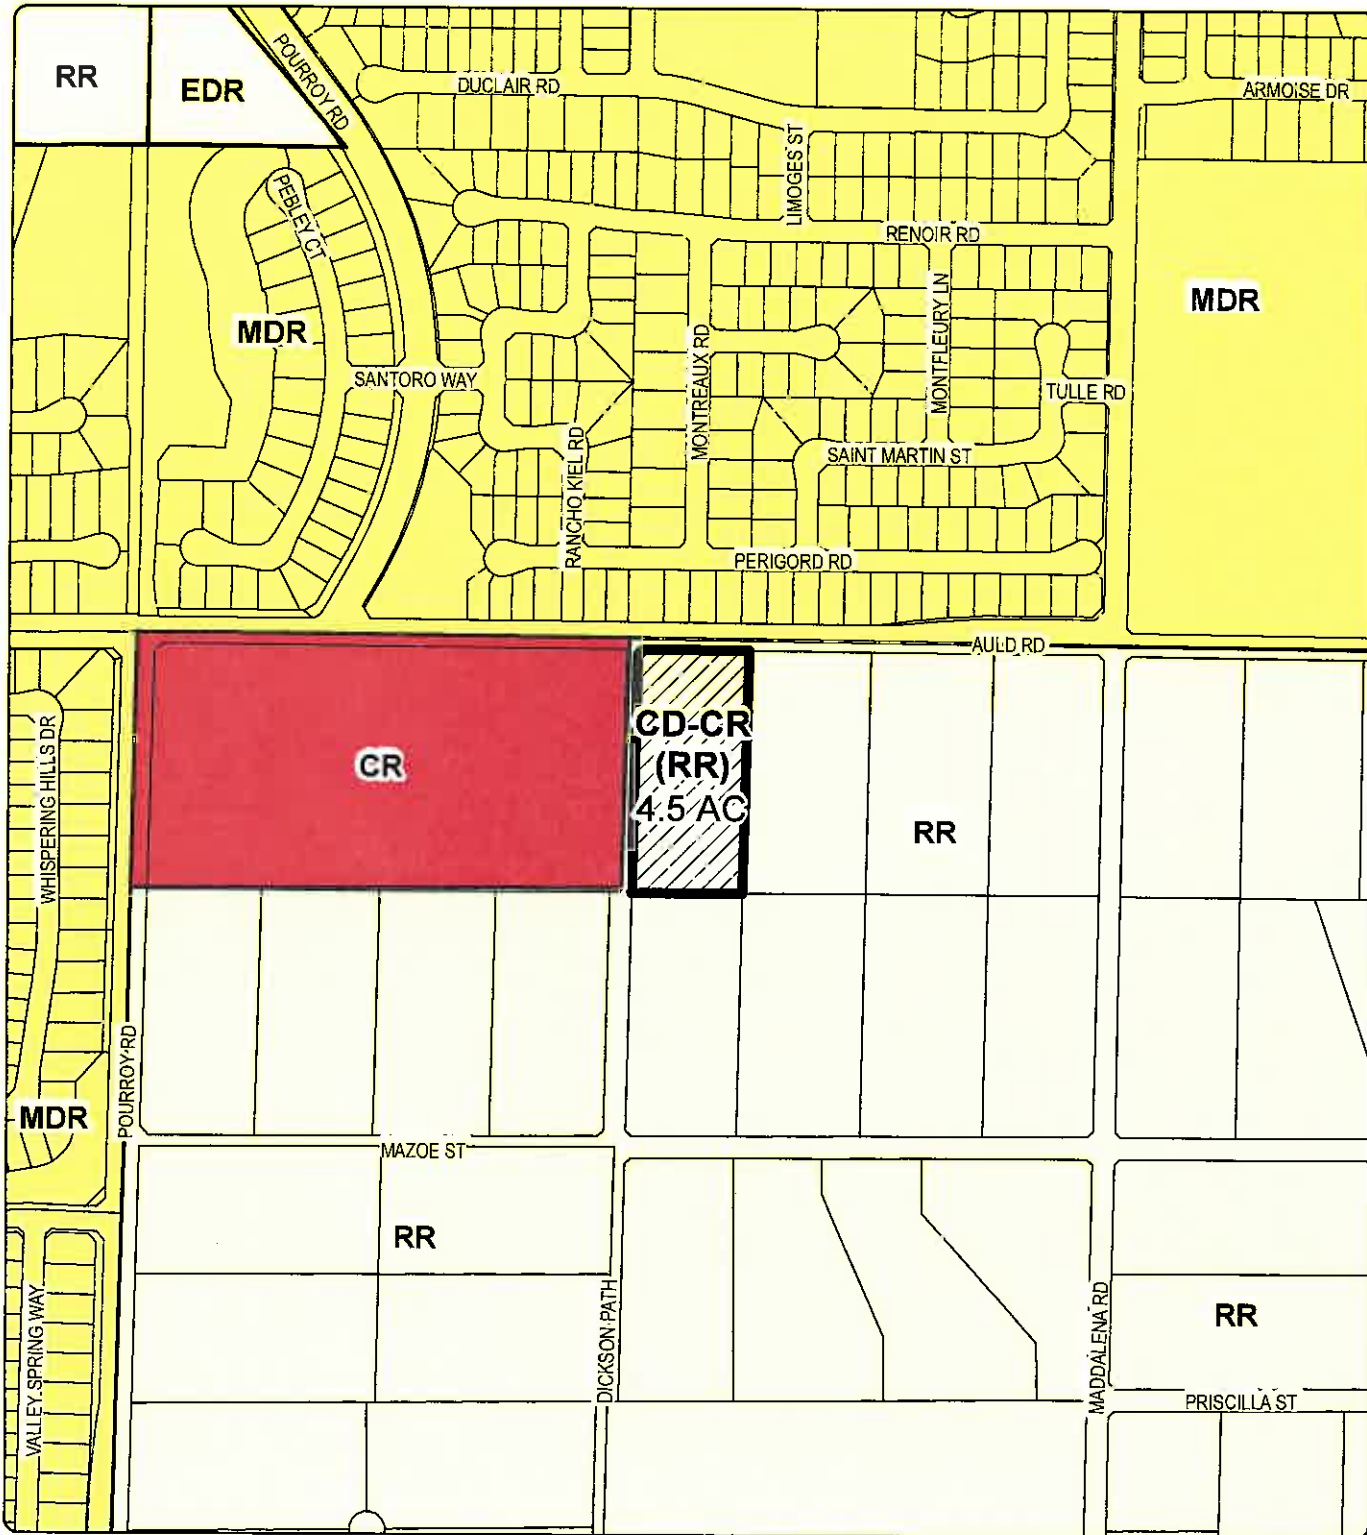 RR
EDR
POURROY RD
DUCLAIR RD
ARMOISE DR
LIMOGES ST
PEBLEY CT
RENOIR RD
MDR
MDR
SANTORO WAY
MONTREAUX RD
MONTFLEURY LN
TULLE RD
RANCHO KIEL RD
SAINT MARTIN ST
PERIGORD RD
AULD RD
WHISPERING HILLS DR
CR
CD-CR
(RR)
4.5 AC
RR
POURROY RD
MDR
MAZOE ST
RR
VALLEY SPRING WAY
DICKSON PATH
MADDALENA RD
RR
PRISCILLA ST